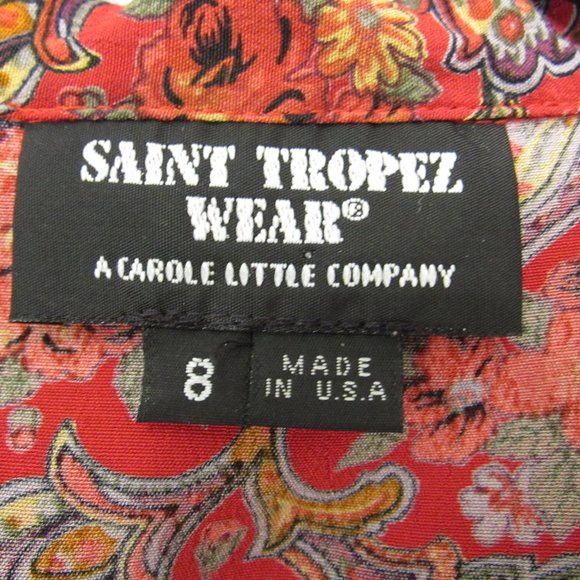 SAINT TROPEZ
WEAR®
A CAROLE LITTLE COMPANY
8
MADE
IN U.S.A